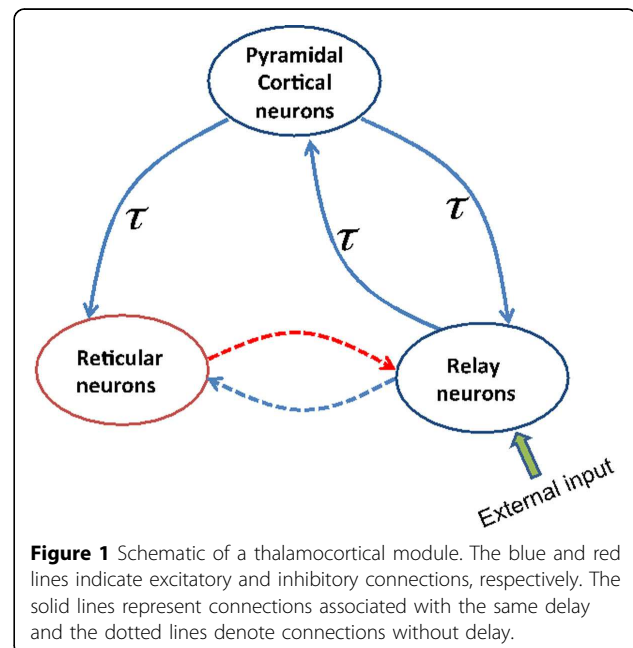 Pyramidal
Cortical
neurons
τ
τ
τ
Reticular
neurons
Relay
neurons
External input
Figure 1 Schematic of a thalamocortical module. The blue and red
lines indicate excitatory and inhibitory connections, respectively. The
solid lines represent connections associated with the same delay
and the dotted lines denote connections without delay.